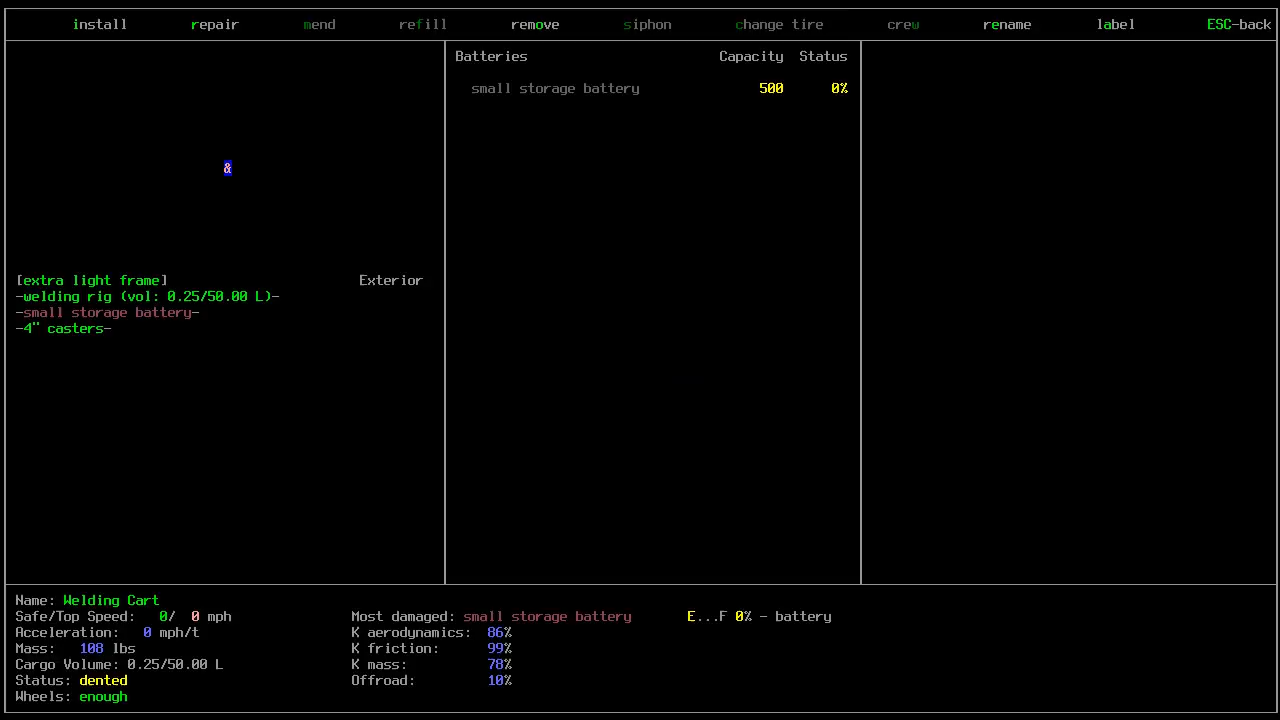 install repair mend refill remove siphon change tire crew rename label ESC-back
Batteries Capacity Status
small storage battery 500 0%
&
[extra light frame] Exterior
-welding rig (vol: 0.25/50.00 L)-
-small storage battery-
-4" casters-
Name: Welding Cart
Safe/Top Speed: 0/ 0 mph Most damaged: small storage battery E...F 0% - battery
Acceleration: 0 mph/t K aerodynamics: 86%
Mass: 108 lbs K friction: 99%
Cargo Volume: 0.25/50.00 L K mass: 78%
Status: dented Offroad: 10%
Wheels: enough